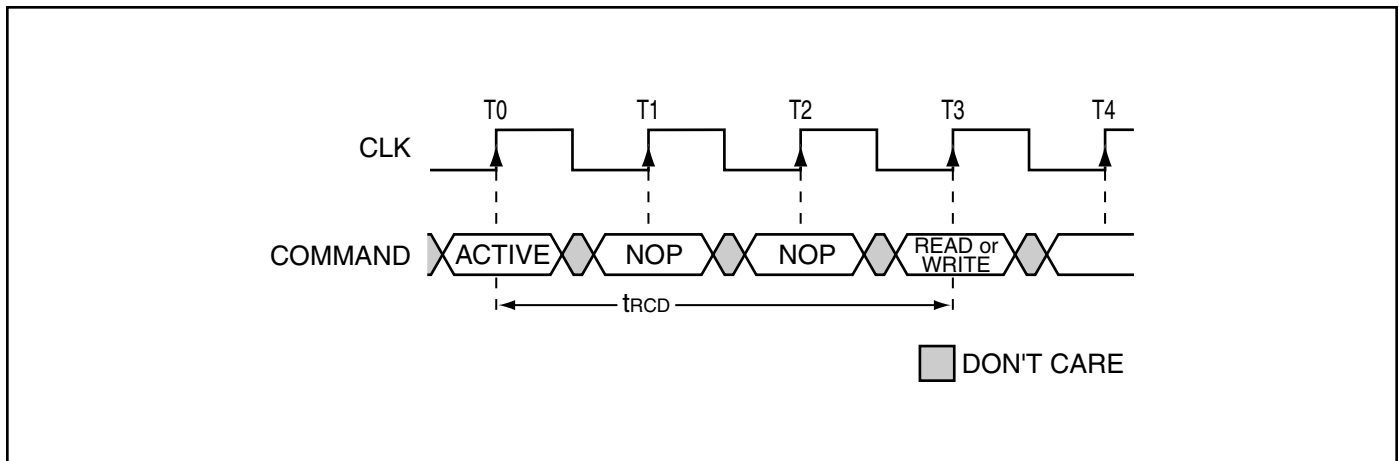 T0 T1 T2 T3 T4
CLK
COMMAND ACTIVE NOP NOP READ or
WRITE
tRCD
DON'T CARE